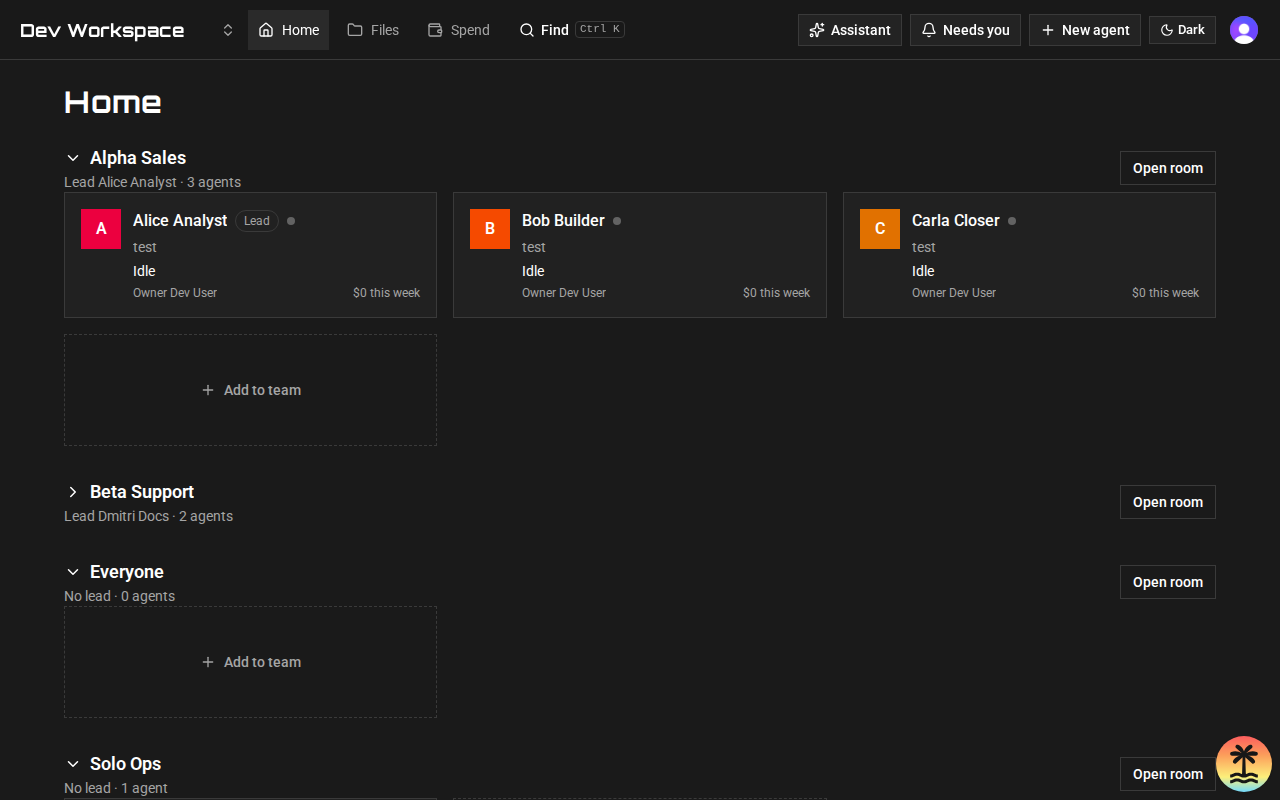 Dev Workspace
Home
Files
Spend
Find Ctrl K
Assistant
Needs you
New agent
Dark
Home
Alpha Sales
Open room
Lead Alice Analyst · 3 agents
A
Alice Analyst Lead
test
Idle
Owner Dev User $0 this week
B
Bob Builder
test
Idle
Owner Dev User $0 this week
C
Carla Closer
test
Idle
Owner Dev User $0 this week
Add to team
Beta Support
Open room
Lead Dmitri Docs · 2 agents
Everyone
Open room
No lead · 0 agents
Add to team
Solo Ops
Open room
No lead · 1 agent